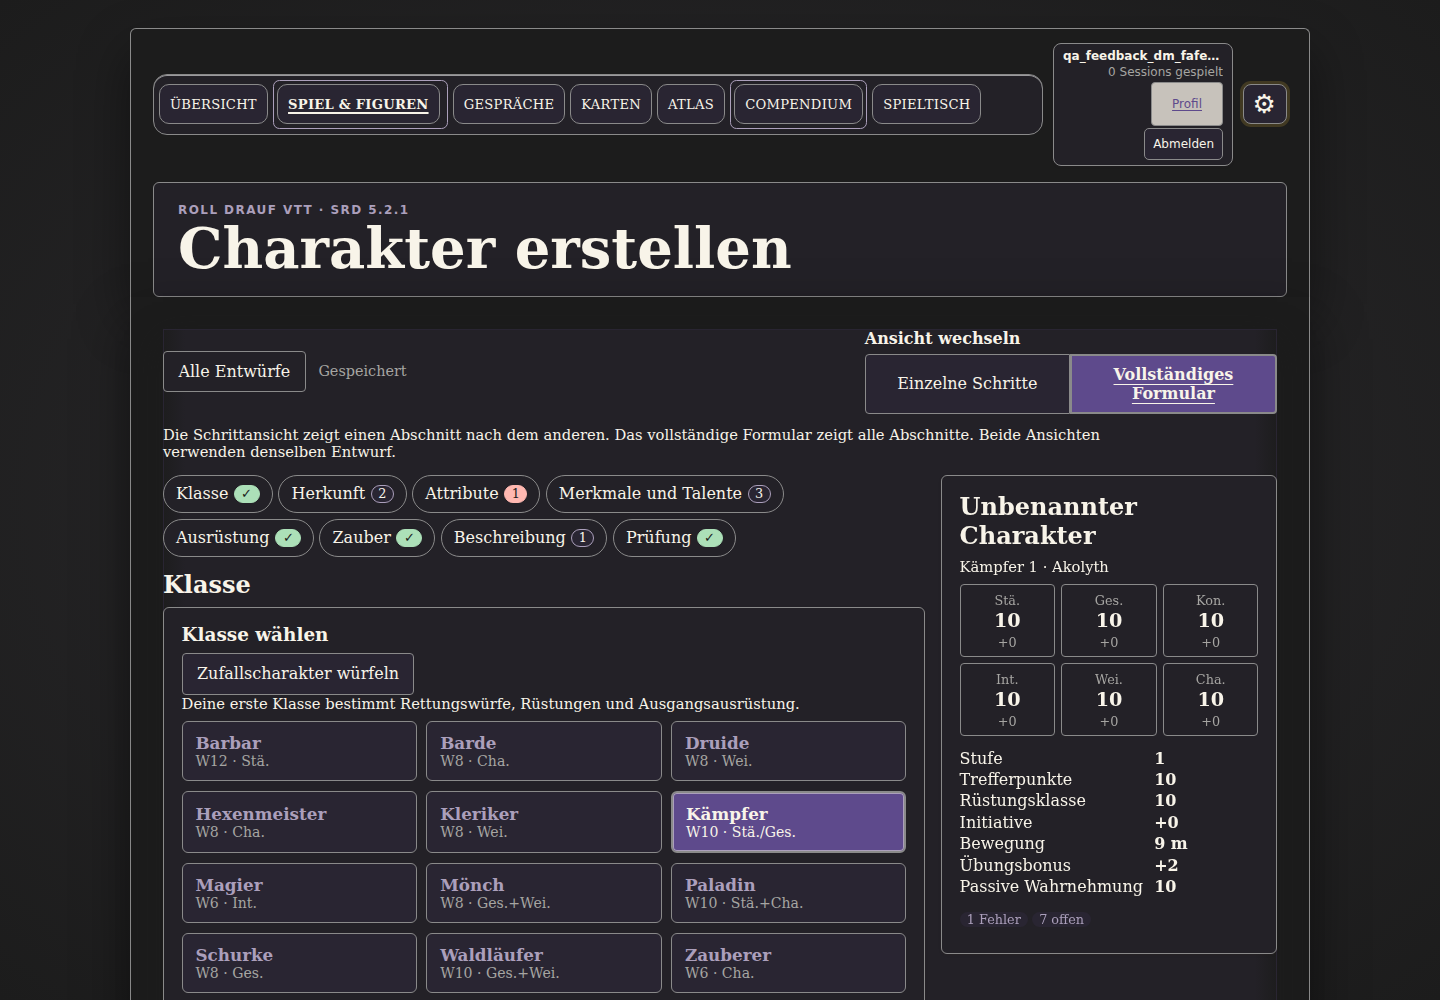 ÜBERSICHT
SPIEL & FIGUREN
GESPRÄCHE
KARTEN
ATLAS
COMPENDIUM
SPIELTISCH
qa_feedback_dm_fafe…
0 Sessions gespielt
Profil
Abmelden
ROLL DRAUF VTT · SRD 5.2.1
Charakter erstellen
Alle Entwürfe
Gespeichert
Ansicht wechseln
Einzelne Schritte
Vollständiges
Formular
Die Schrittansicht zeigt einen Abschnitt nach dem anderen. Das vollständige Formular zeigt alle Abschnitte. Beide Ansichten
verwenden denselben Entwurf.
Klasse ✓
Herkunft 2
Attribute 1
Merkmale und Talente 3
Ausrüstung ✓
Zauber ✓
Beschreibung 1
Prüfung ✓
Klasse
Klasse wählen
Zufallscharakter würfeln
Deine erste Klasse bestimmt Rettungswürfe, Rüstungen und Ausgangsausrüstung.
Barbar
W12 · Stä.
Barde
W8 · Cha.
Druide
W8 · Wei.
Hexenmeister
W8 · Cha.
Kleriker
W8 · Wei.
Kämpfer
W10 · Stä./Ges.
Magier
W6 · Int.
Mönch
W8 · Ges.+Wei.
Paladin
W10 · Stä.+Cha.
Schurke
W8 · Ges.
Waldläufer
W10 · Ges.+Wei.
Zauberer
W6 · Cha.
Unbenannter
Charakter
Kämpfer 1 · Akolyth
Stä.
10
+0
Ges.
10
+0
Kon.
10
+0
Int.
10
+0
Wei.
10
+0
Cha.
10
+0
Stufe 1
Trefferpunkte 10
Rüstungsklasse 10
Initiative +0
Bewegung 9 m
Übungsbonus +2
Passive Wahrnehmung 10
1 Fehler
7 offen